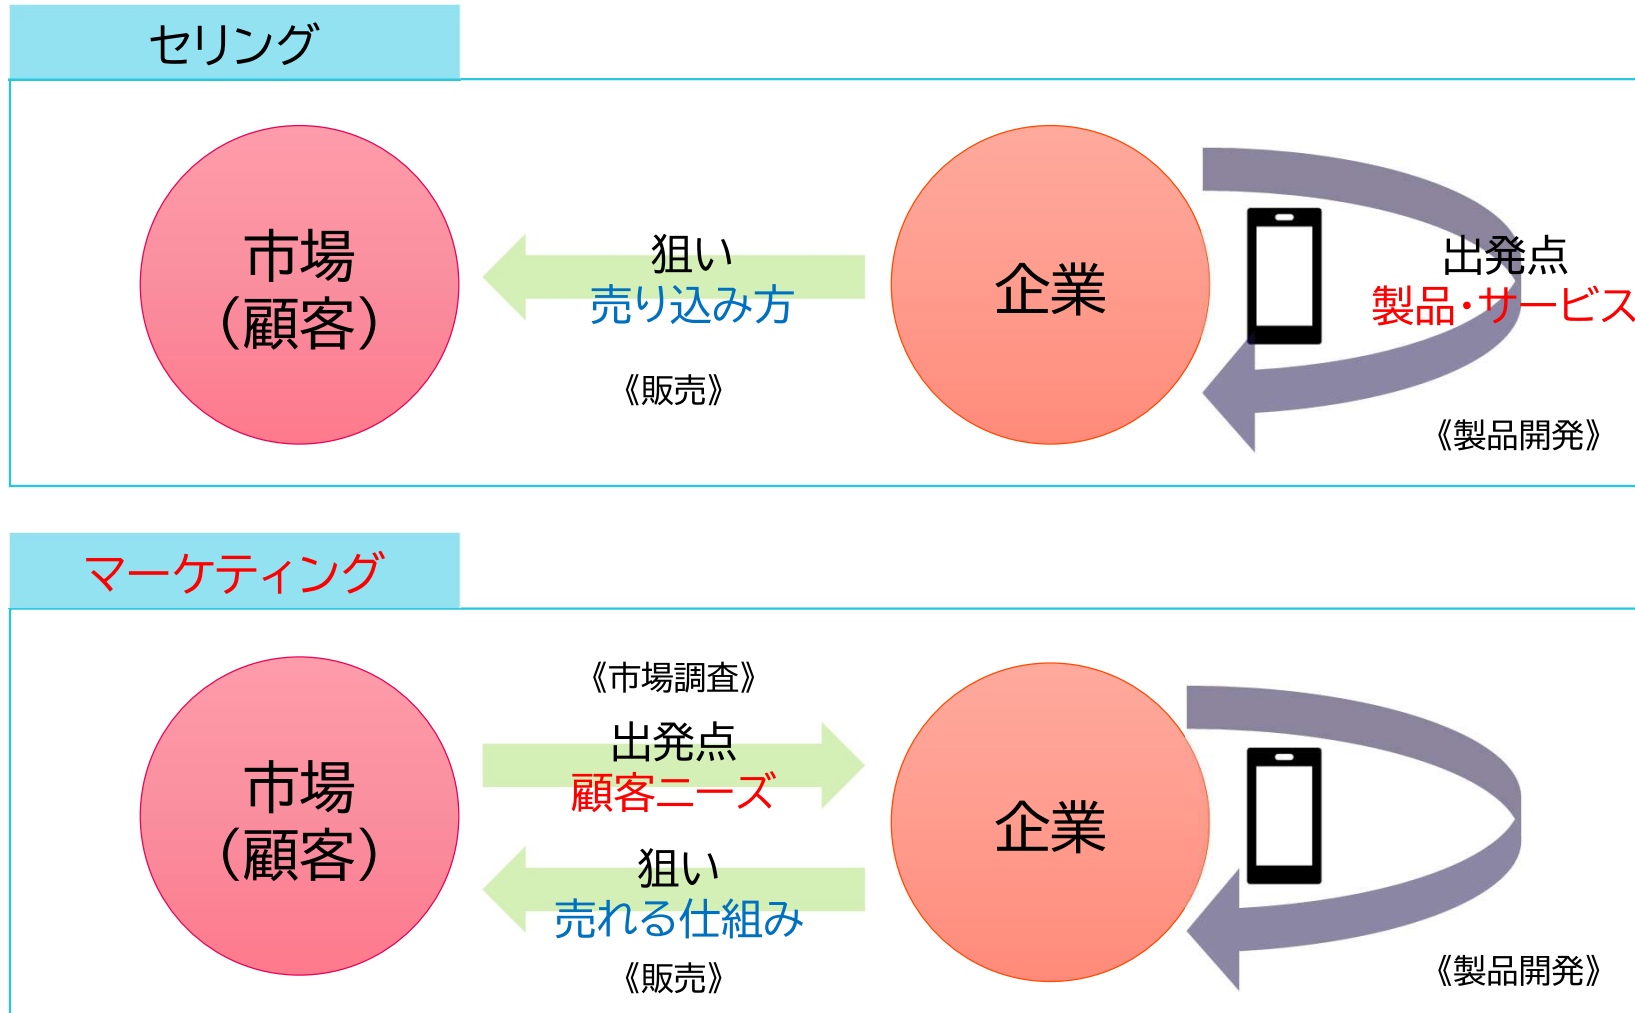 セリング
市場
（顧客）
狙い
売り込み方
《販売》
企業
出発点
製品・サービス
《製品開発》
マーケティング
市場
（顧客）
《市場調査》
出発点
顧客ニーズ
狙い
売れる仕組み
《販売》
企業
《製品開発》